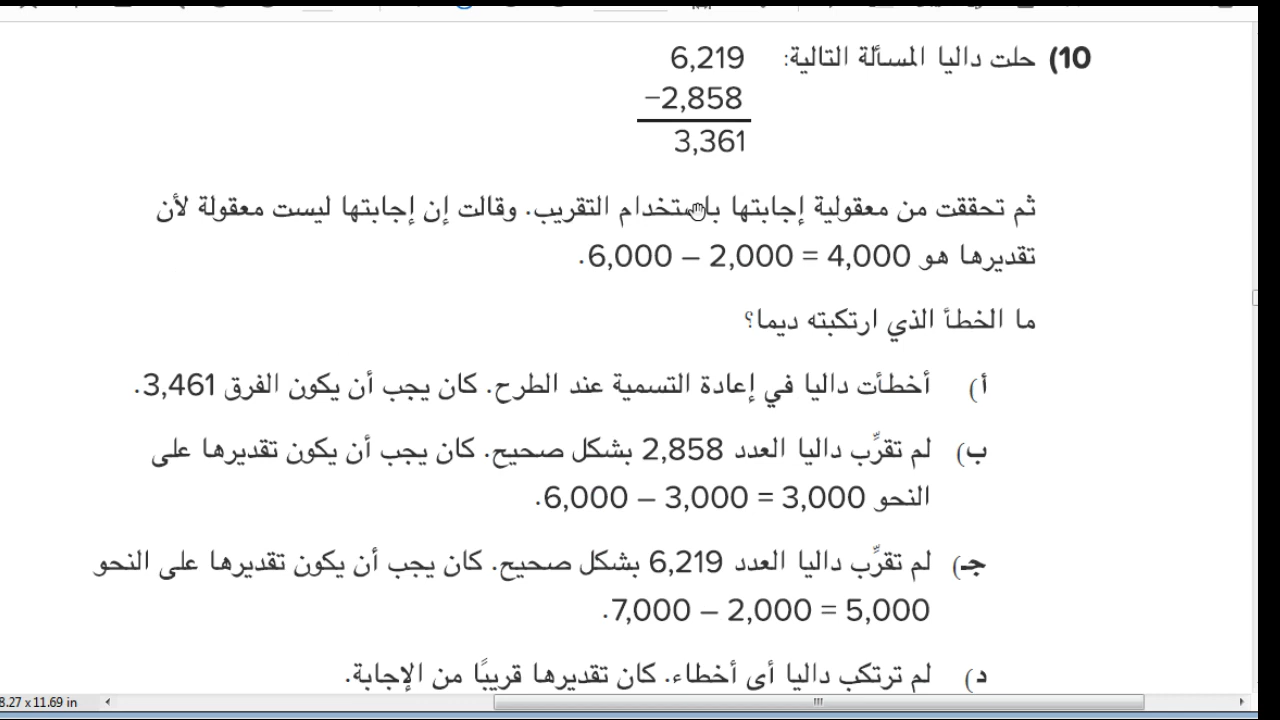 10) حلت داليا المسألة التالية: 6,219
−2,858
3,361
ثم تحققت من معقولية إجابتها باستخدام التقريب. وقالت إن إجابتها ليست معقولة لأن
تقديرها هو 4,000 = 2,000 – 6,000.
ما الخطأ الذي ارتكبته ديما؟
أ) أخطأت داليا في إعادة التسمية عند الطرح. كان يجب أن يكون الفرق 3,461.
ب) لم تقرِّب داليا العدد 2,858 بشكل صحيح. كان يجب أن يكون تقديرها على
النحو 3,000 = 3,000 – 6,000.
جـ) لم تقرِّب داليا العدد 6,219 بشكل صحيح. كان يجب أن يكون تقديرها على النحو
5,000 = 2,000 – 7,000.
د) لم ترتكب داليا أى أخطاء. كان تقديرها قريبًا من الإجابة.
8.27 x 11.69 in